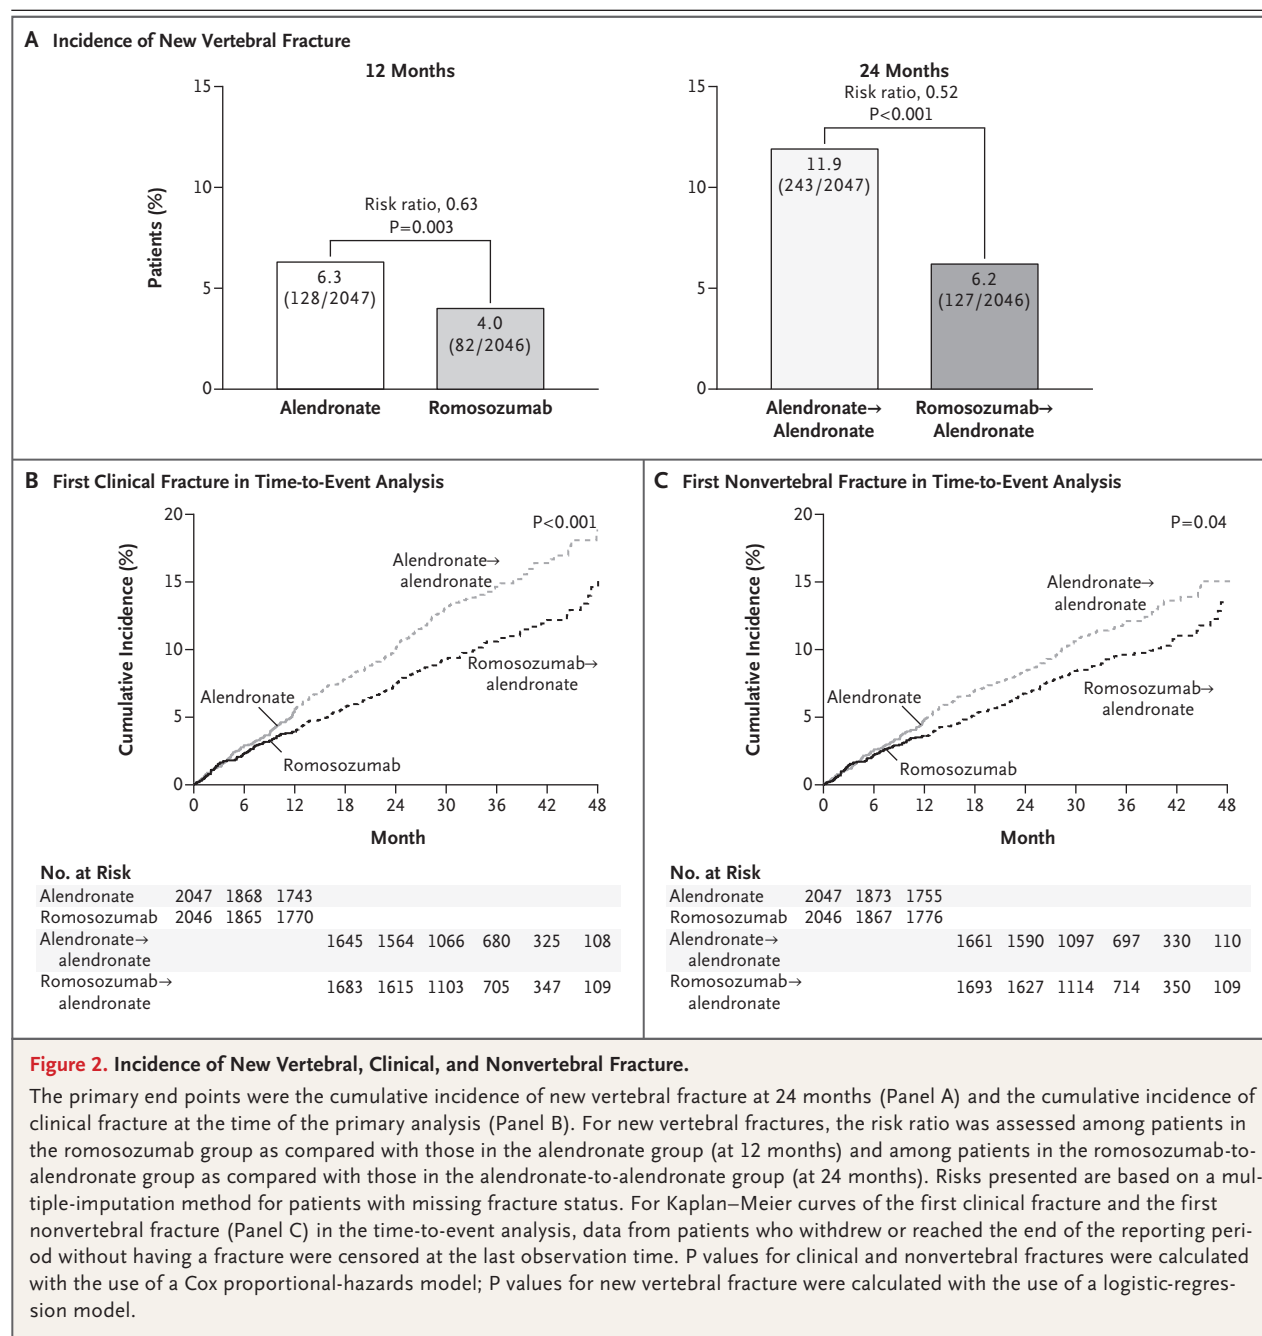 A Incidence of New Vertebral Fracture
12 Months
15
10
5
0
Patients (%)
Risk ratio, 0.63
P=0.003
6.3
(128/2047)
4.0
(82/2046)
Alendronate
Romosozumab
24 Months
15
10
5
0
Risk ratio, 0.52
P<0.001
11.9
(243/2047)
6.2
(127/2046)
Alendronate→
Alendronate
Romosozumab→
Alendronate
B First Clinical Fracture in Time-to-Event Analysis
20
15
10
5
0
Cumulative Incidence (%)
P<0.001
Alendronate→
alendronate
Romosozumab→
alendronate
Alendronate
Romosozumab
0 6 12 18 24 30 36 42 48
Month
No. at Risk
Alendronate 2047 1868 1743
Romosozumab 2046 1865 1770
Alendronate→
alendronate
1645 1564 1066 680 325 108
Romosozumab→
alendronate
1683 1615 1103 705 347 109
C First Nonvertebral Fracture in Time-to-Event Analysis
20
15
10
5
0
Cumulative Incidence (%)
P=0.04
Alendronate→
alendronate
Romosozumab→
alendronate
Alendronate
Romosozumab
0 6 12 18 24 30 36 42 48
Month
No. at Risk
Alendronate 2047 1873 1755
Romosozumab 2046 1867 1776
Alendronate→
alendronate
1661 1590 1097 697 330 110
Romosozumab→
alendronate
1693 1627 1114 714 350 109
Figure 2. Incidence of New Vertebral, Clinical, and Nonvertebral Fracture.
The primary end points were the cumulative incidence of new vertebral fracture at 24 months (Panel A) and the cumulative incidence of
clinical fracture at the time of the primary analysis (Panel B). For new vertebral fractures, the risk ratio was assessed among patients in
the romosozumab group as compared with those in the alendronate group (at 12 months) and among patients in the romosozumab-to-
alendronate group as compared with those in the alendronate-to-alendronate group (at 24 months). Risks presented are based on a mul-
tiple-imputation method for patients with missing fracture status. For Kaplan–Meier curves of the first clinical fracture and the first
nonvertebral fracture (Panel C) in the time-to-event analysis, data from patients who withdrew or reached the end of the reporting peri-
od without having a fracture were censored at the last observation time. P values for clinical and nonvertebral fractures were calculated
with the use of a Cox proportional-hazards model; P values for new vertebral fracture were calculated with the use of a logistic-regres-
sion model.